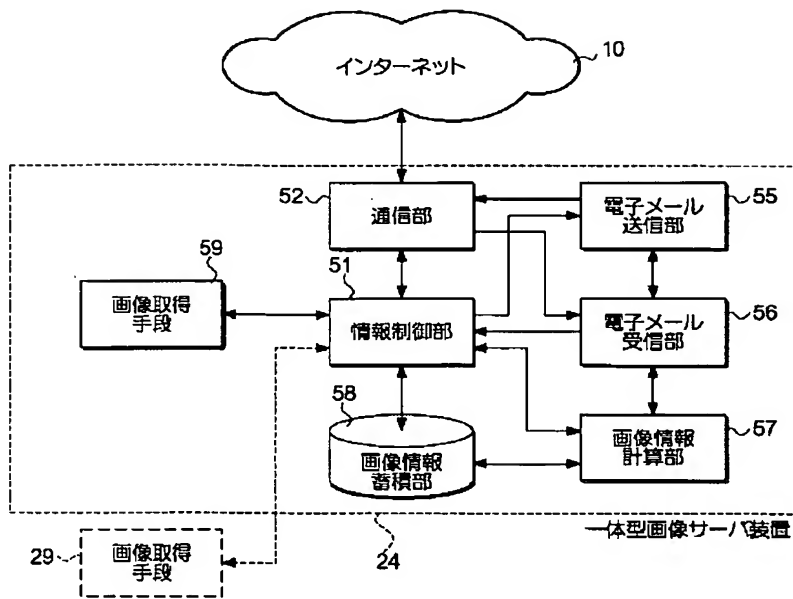 インターネット
10
52
通信部
電子メール
送信部
55
59
画像取得
手段
51
情報制御部
電子メール
受信部
56
58
画像情報
蓄積部
画像情報
計算部
57
29
画像取得
手段
24
一体型画像サーバ装置